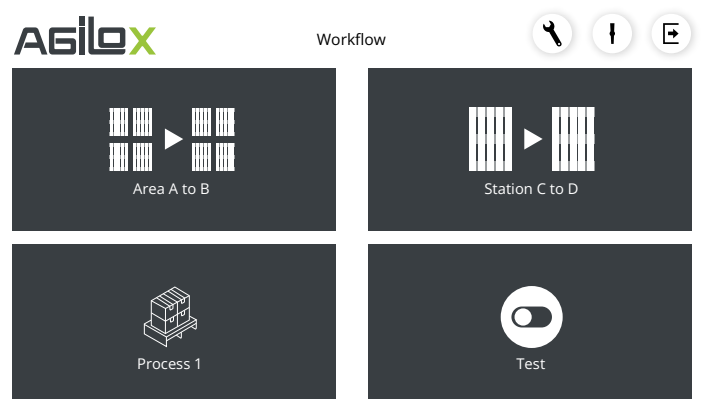 AGILOX
Workflow
Area A to B
Station C to D
Process 1
Test